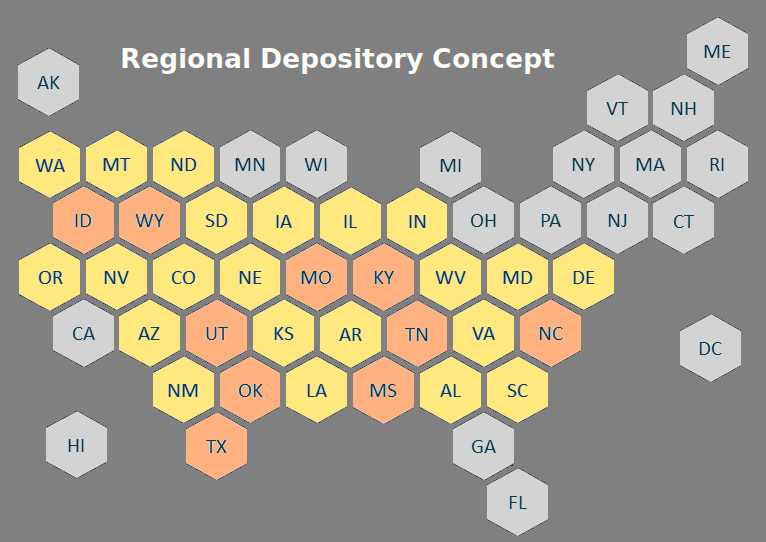 Regional Depository Concept
ME
AK
VT NH
WA MT ND MN WI MI NY MA RI
ID WY SD IA IL IN OH PA NJ CT
OR NV CO NE MO KY WV MD DE
CA AZ UT KS AR TN VA NC DC
NM OK LA MS AL SC
HI TX GA
FL